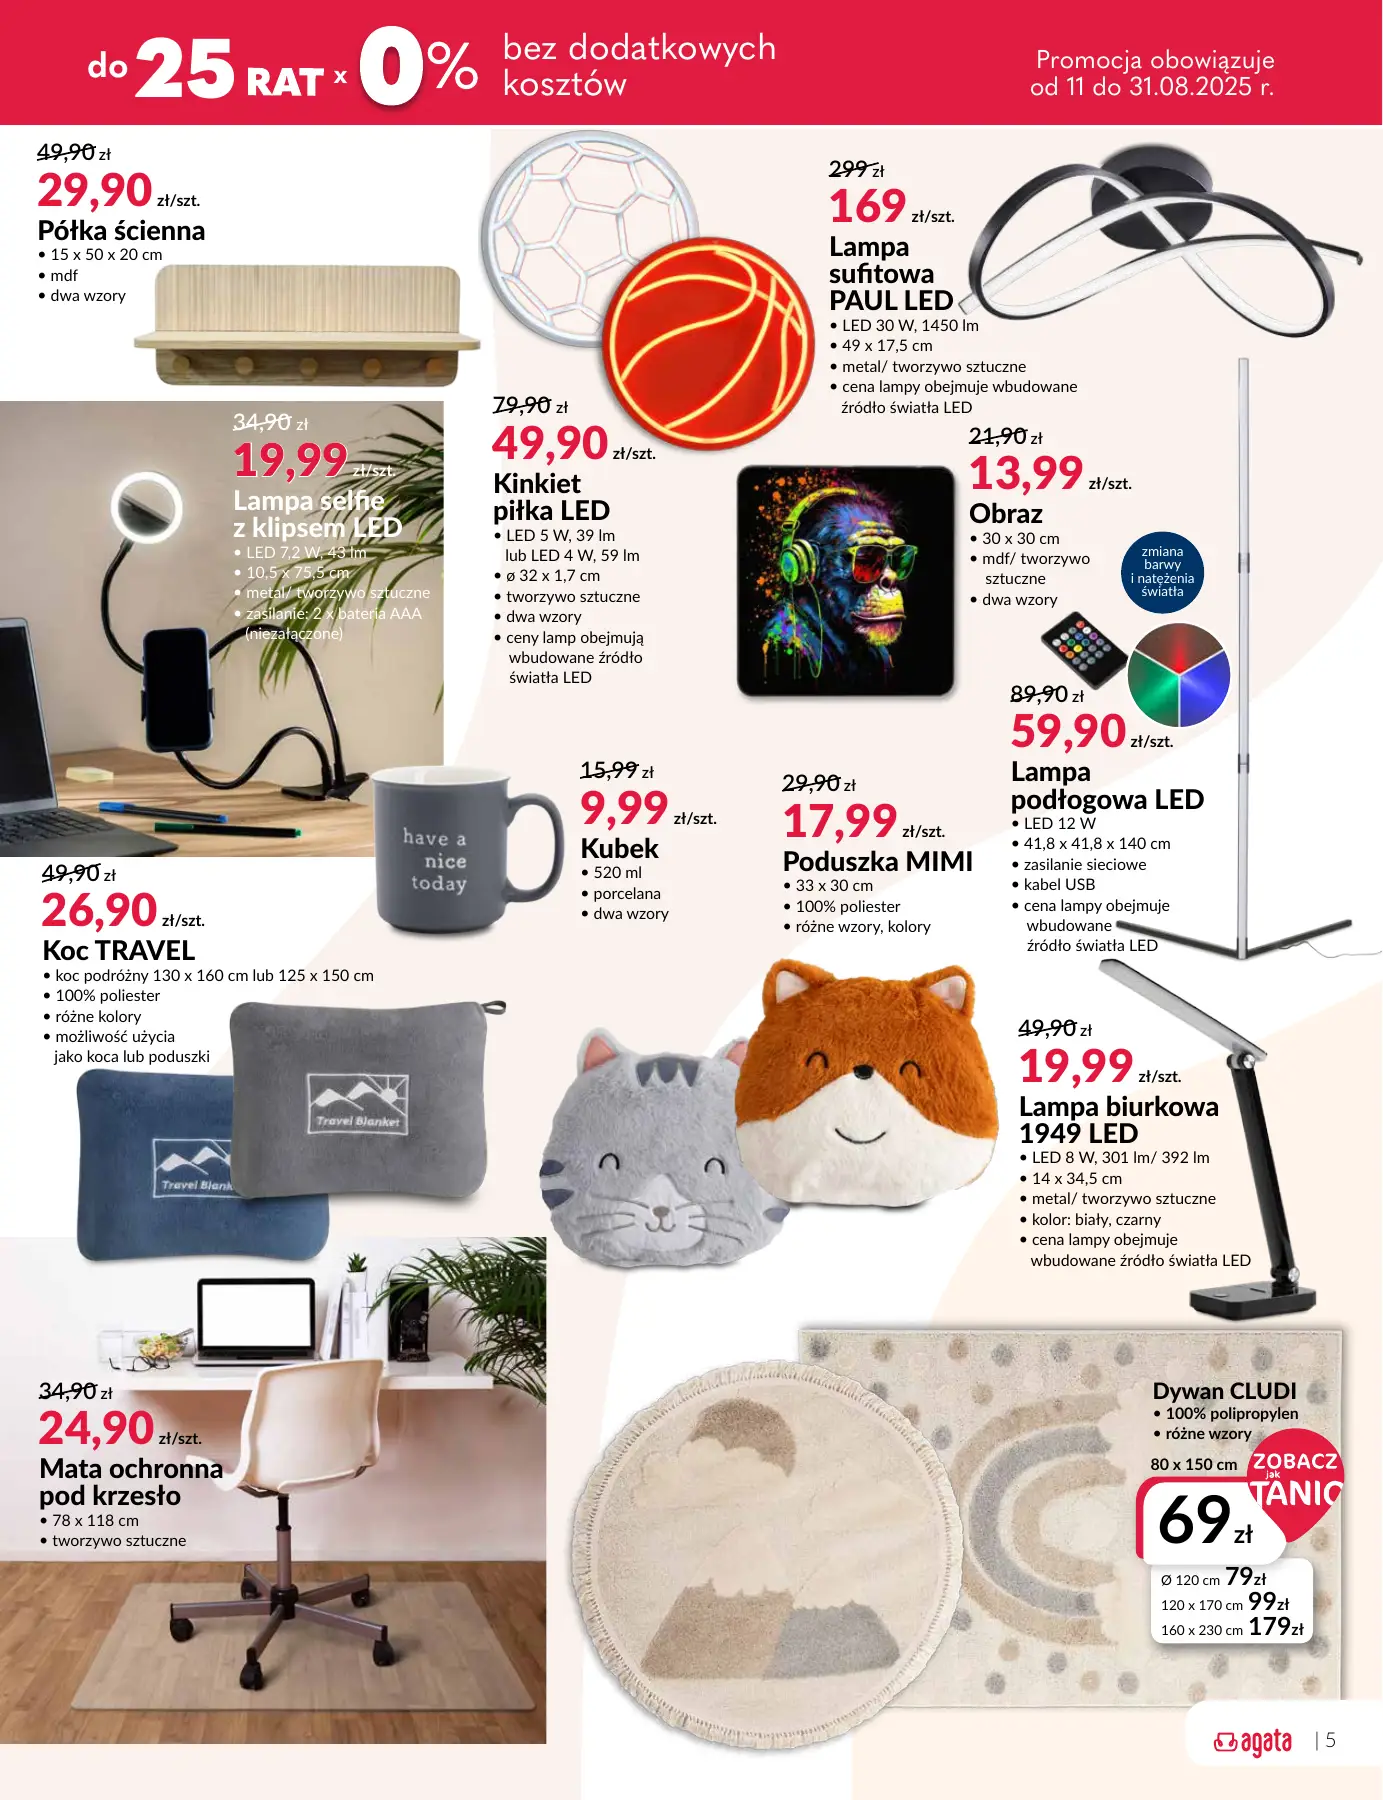 do 25 RAT x 0% bez dodatkowych
kosztów
Promocja obowiązuje
od 11 do 31.08.2025 r.
49,90 zł
29,90 zł/szt.
Półka ścienna
• 15 x 50 x 20 cm
• mdf
• dwa wzory
34,90 zł
19,99 zł/szt.
Lampa selfie
z klipsem LED
• LED 7,2 W, 43 lm
• 10,5 x 75,5 cm
• metal/ tworzywo sztuczne
• zasilanie: 2 x bateria AAA
(niezałączone)
79,90 zł
49,90 zł/szt.
Kinkiet
piłka LED
• LED 5 W, 39 lm
lub LED 4 W, 59 lm
• ø 32 x 1,7 cm
• tworzywo sztuczne
• dwa wzory
• ceny lamp obejmują
wbudowane źródło
światła LED
299 zł
169 zł/szt.
Lampa
sufitowa
PAUL LED
• LED 30 W, 1450 lm
• 49 x 17,5 cm
• metal/ tworzywo sztuczne
• cena lampy obejmuje wbudowane
źródło światła LED
21,90 zł
13,99 zł/szt.
Obraz
• 30 x 30 cm
• mdf/ tworzywo
sztuczne
• dwa wzory
zmiana
barwy
i natężenia
światła
89,90 zł
59,90 zł/szt.
Lampa
podłogowa LED
• LED 12 W
• 41,8 x 41,8 x 140 cm
• zasilanie sieciowe
• kabel USB
• cena lampy obejmuje
wbudowane
źródło światła LED
have a
nice
today
15,99 zł
9,99 zł/szt.
Kubek
• 520 ml
• porcelana
• dwa wzory
29,90 zł
17,99 zł/szt.
Poduszka MIMI
• 33 x 30 cm
• 100% poliester
• różne wzory, kolory
49,90 zł
26,90 zł/szt.
Koc TRAVEL
• koc podróżny 130 x 160 cm lub 125 x 150 cm
• 100% poliester
• różne kolory
• możliwość użycia
jako koca lub poduszki
Travel Blanket
Travel Blank
49,90 zł
19,99 zł/szt.
Lampa biurkowa
1949 LED
• LED 8 W, 301 lm/ 392 lm
• 14 x 34,5 cm
• metal/ tworzywo sztuczne
• kolor: biały, czarny
• cena lampy obejmuje
wbudowane źródło światła LED
34,90 zł
24,90 zł/szt.
Mata ochronna
pod krzesło
• 78 x 118 cm
• tworzywo sztuczne
Dywan CLUDI
• 100% polipropylen
• różne wzory
80 x 150 cm
ZOBACZ
jak
TANIO
69 zł
Ø 120 cm 79zł
120 x 170 cm 99zł
160 x 230 cm 179zł
agata | 5